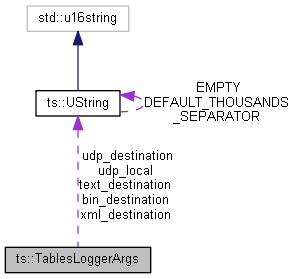 std::u16string
ts::UString
EMPTY
DEFAULT_THOUSANDS
_SEPARATOR
udp_destination
udp_local
text_destination
bin_destination
xml_destination
ts::TablesLoggerArgs